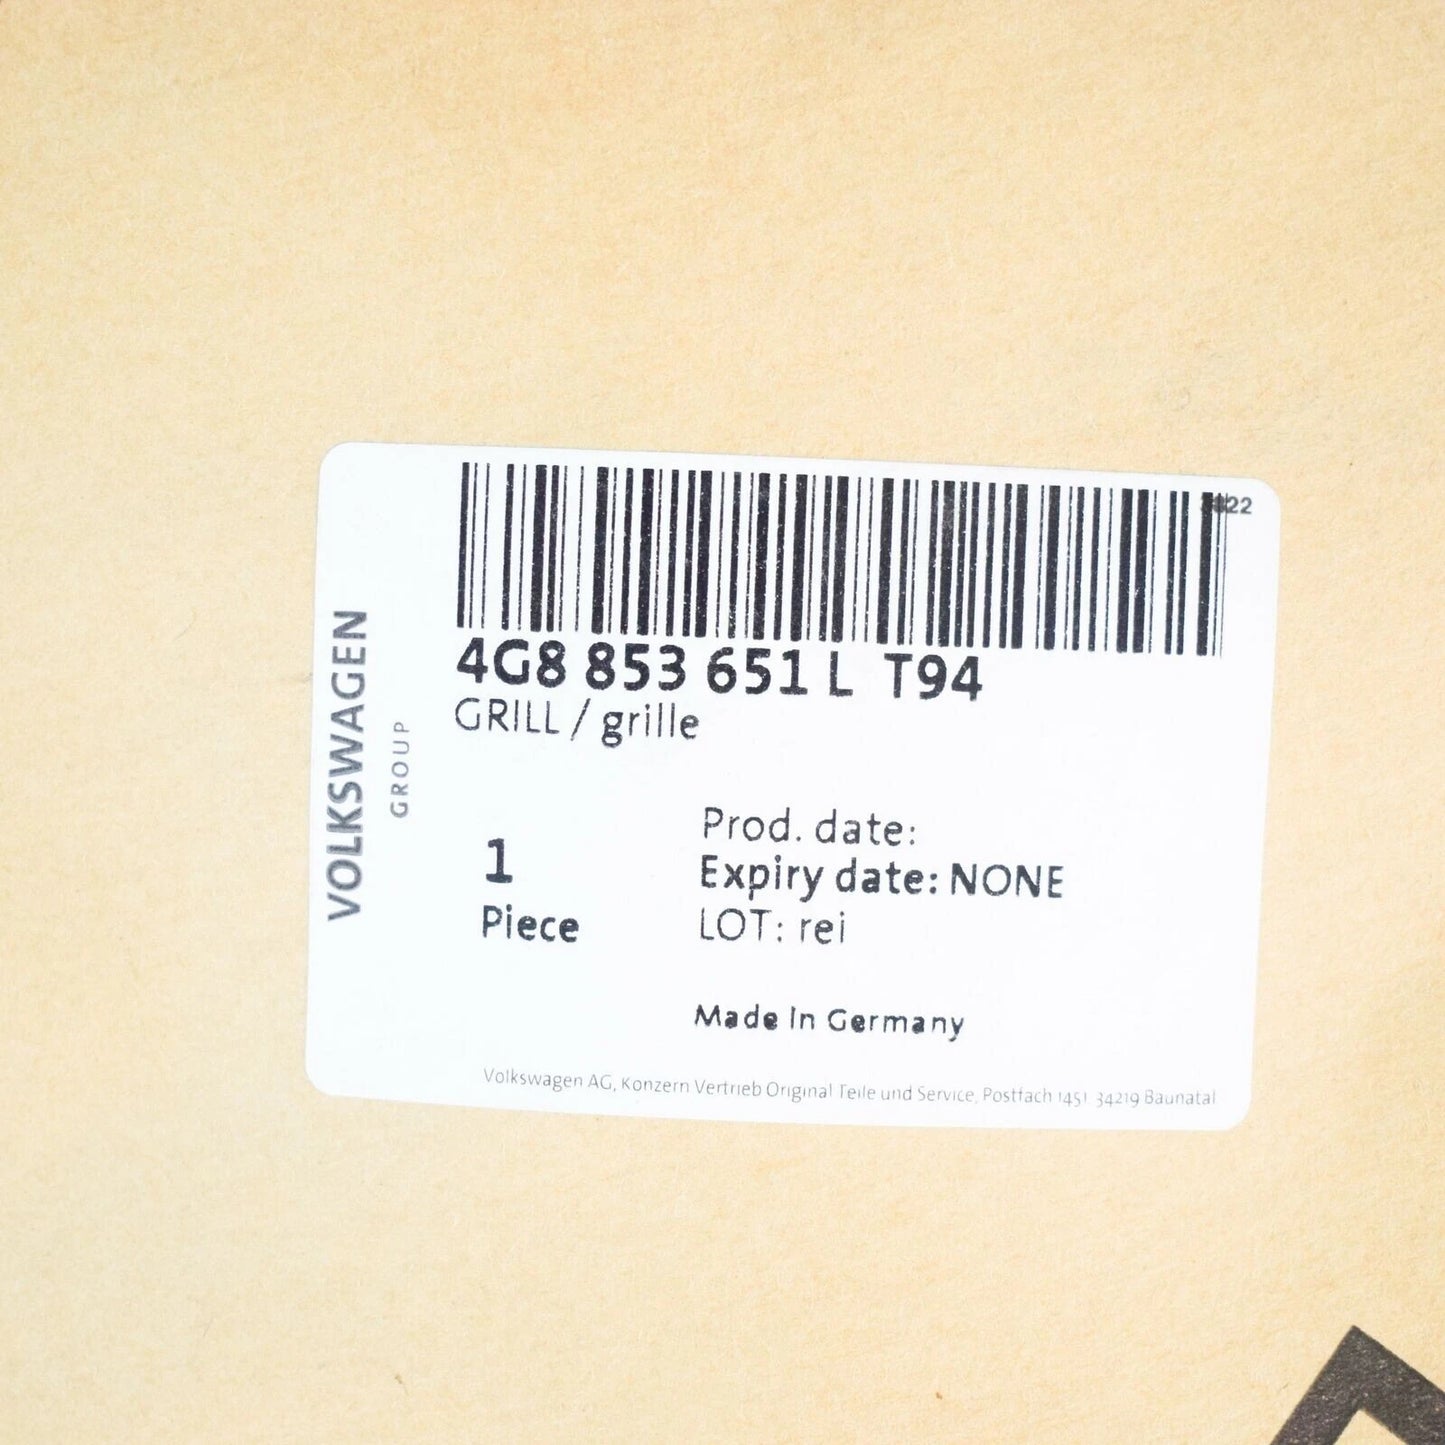 4G8 853 651 L T94
GRILL / grille
VOLKSWAGEN
GROUP
1
Piece
Prod. date:
Expiry date: NONE
LOT: rei
Made In Germany
Volkswagen AG, Konzern Vertrieb Original Teile und Service, Postfach 1451. 34219 Baunatal